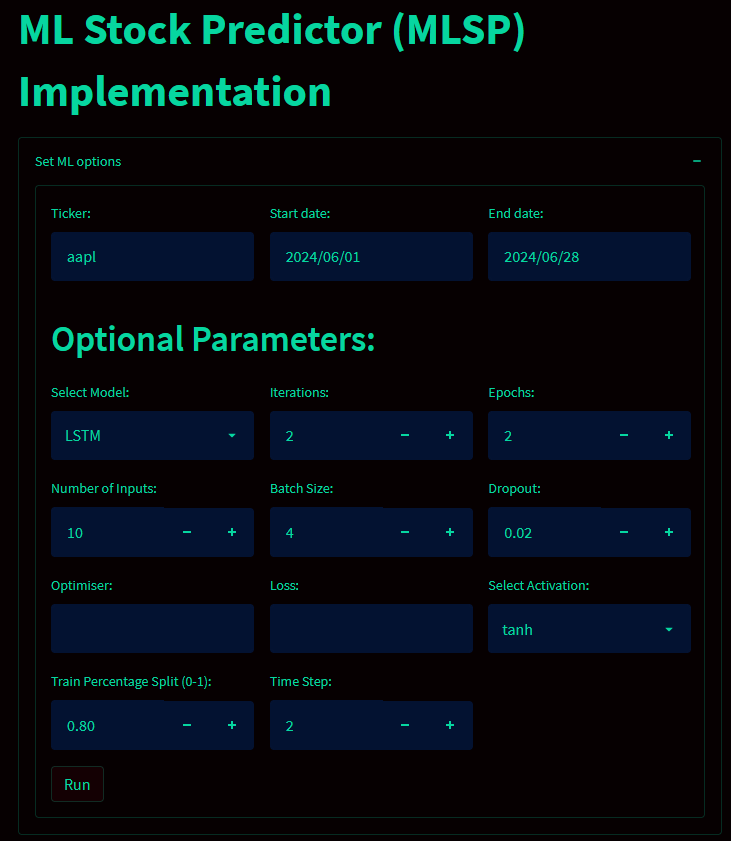 ML Stock Predictor (MLSP)
Implementation
Set ML options
Ticker: Start date: End date:
aapl 2024/06/01 2024/06/28
Optional Parameters:
Select Model: Iterations: Epochs:
LSTM 2 − + 2 − +
Number of Inputs: Batch Size: Dropout:
10 − + 4 − + 0.02 − +
Optimiser: Loss: Select Activation:
tanh
Train Percentage Split (0-1): Time Step:
0.80 − + 2 − +
Run